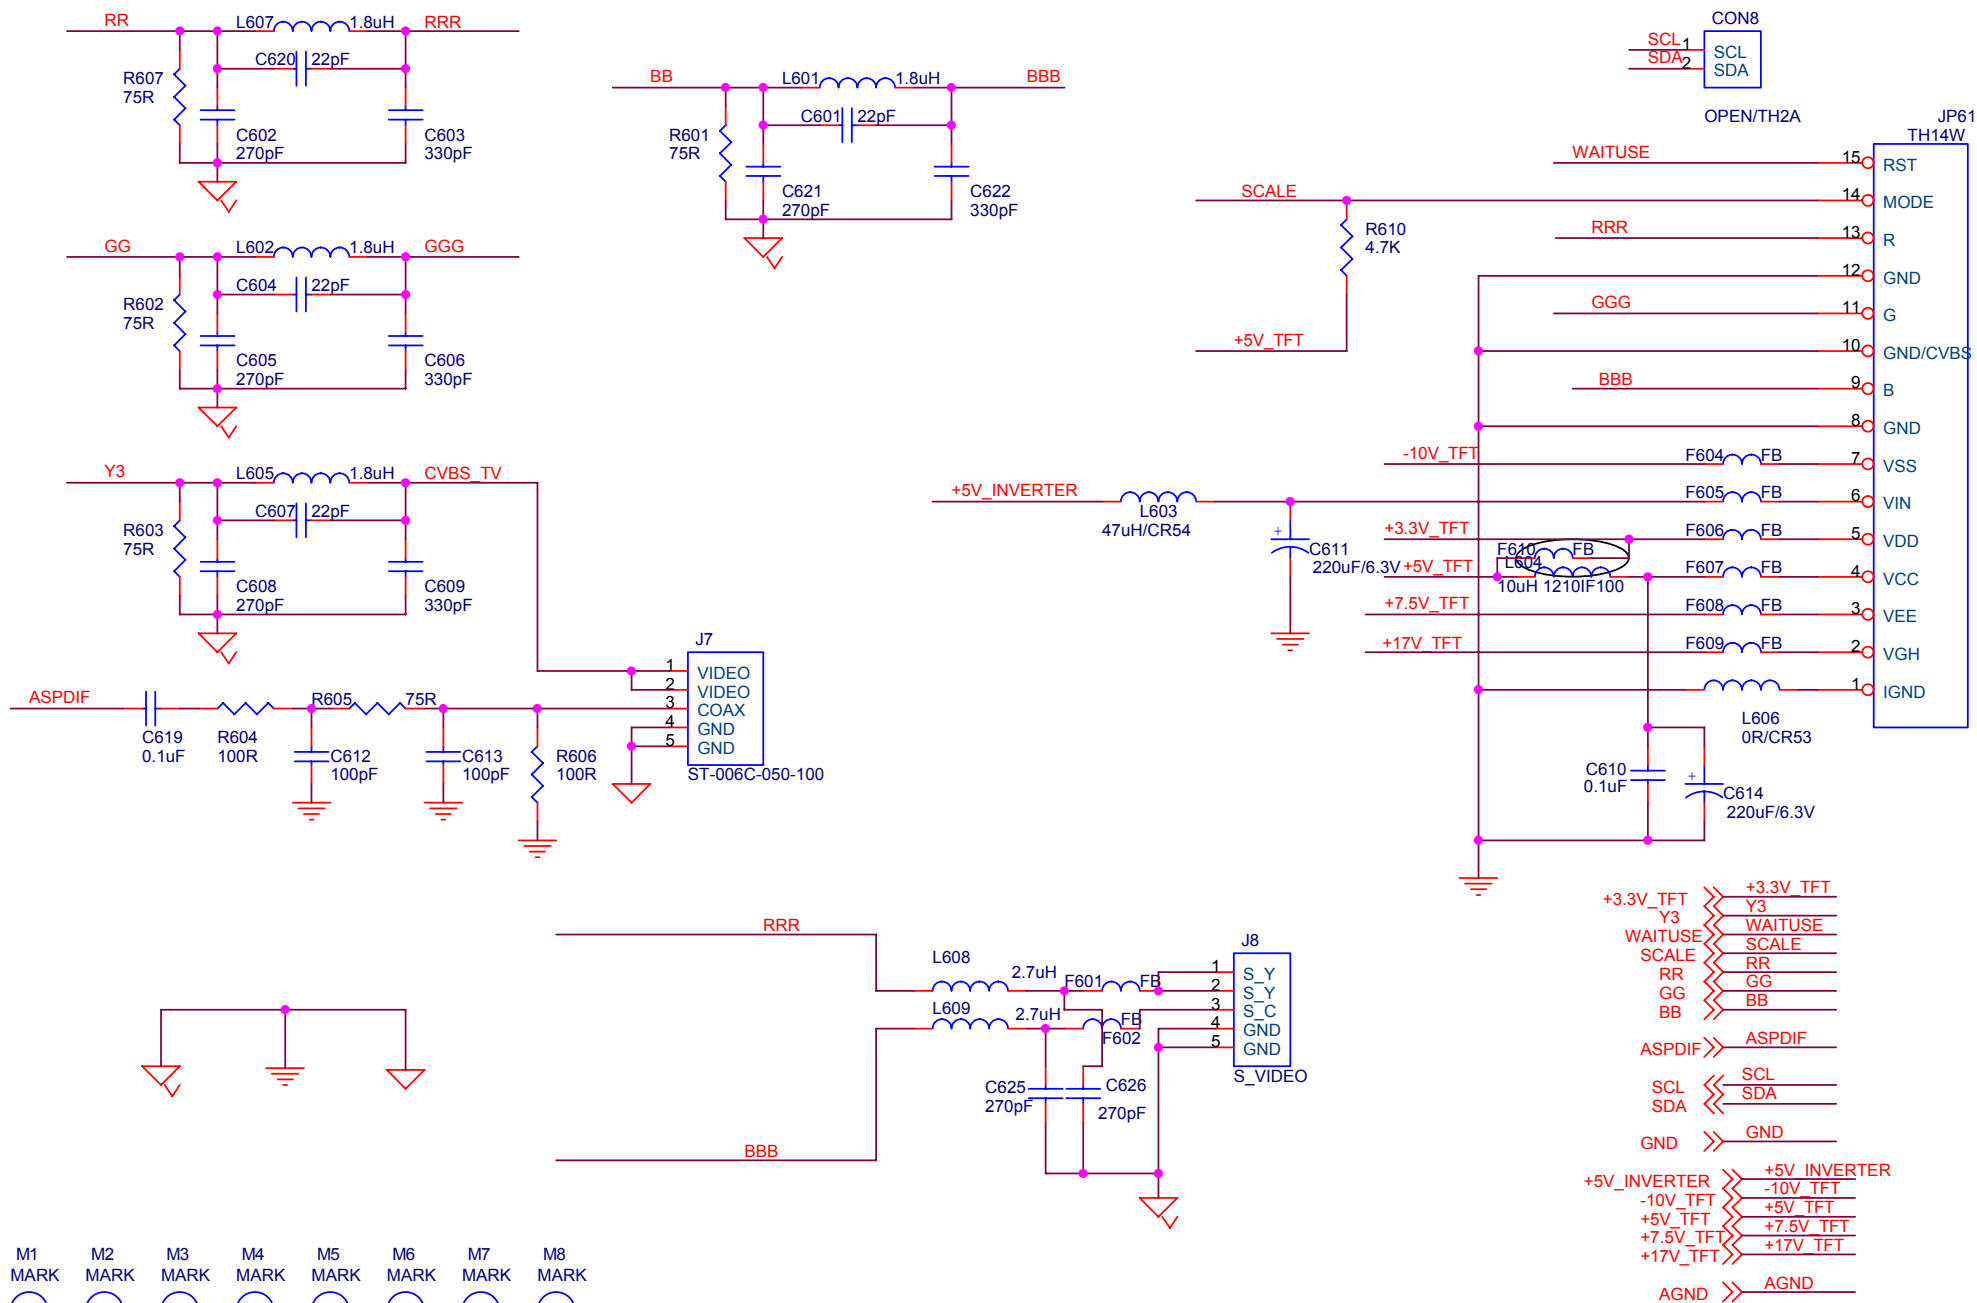 RR
L607
1.8uH
RRR
C620
22pF
R607
75R
C602
270pF
C603
330pF
BB
L601
1.8uH
BBB
C601
22pF
R601
75R
C621
270pF
C622
330pF
GG
L602
1.8uH
GGG
C604
22pF
R602
75R
C605
270pF
C606
330pF
Y3
L605
1.8uH
CVBS_TV
C607
22pF
R603
75R
C608
270pF
C609
330pF
J7
1 VIDEO
2 VIDEO
3 COAX
4 GND
5 GND
ST-006C-050-100
ASPDIF
C619
0.1uF
R604
100R
R605
75R
C612
100pF
C613
100pF
R606
100R
CON8
SCL 1 SCL
SDA 2 SDA
OPEN/TH2A
JP61
TH14W
WAITUSE 15 RST
SCALE 14 MODE
R610
4.7K
+5V_TFT
RRR 13 R
12 GND
GGG 11 G
10 GND/CVBS
BBB 9 B
8 GND
-10V_TFT F604 FB 7 VSS
+5V_INVERTER F605 FB 6 VIN
L603
47uH/CR54
C611
220uF/6.3V
+3.3V_TFT F606 FB 5 VDD
F610 FB
L604
10uH 1210IF100
+5V_TFT F607 FB 4 VCC
+7.5V_TFT F608 FB 3 VEE
+17V_TFT F609 FB 2 VGH
1 IGND
L606
0R/CR53
C610
0.1uF
C614
220uF/6.3V
RRR
L608
2.7uH
F601 FB
L609
2.7uH
FB
F602
C625
270pF
C626
270pF
BBB
J8
1 S_Y
2 S_Y
3 S_C
4 GND
5 GND
S_VIDEO
+3.3V_TFT +3.3V_TFT
Y3 Y3
WAITUSE WAITUSE
SCALE SCALE
RR RR
GG GG
BB BB
ASPDIF ASPDIF
SCL SCL
SDA SDA
GND GND
+5V_INVERTER +5V_INVERTER
-10V_TFT -10V_TFT
+5V_TFT +5V_TFT
+7.5V_TFT +7.5V_TFT
+17V_TFT +17V_TFT
AGND AGND
M1 M2 M3 M4 M5 M6 M7 M8
MARK MARK MARK MARK MARK MARK MARK MARK